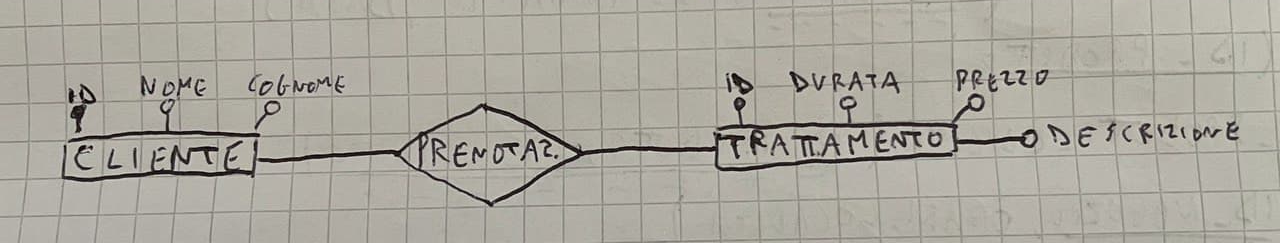 ID NOME COGNOME ID DURATA PREZZO
CLIENTE PRENOTAZ. TRATTAMENTO DESCRIZIONE